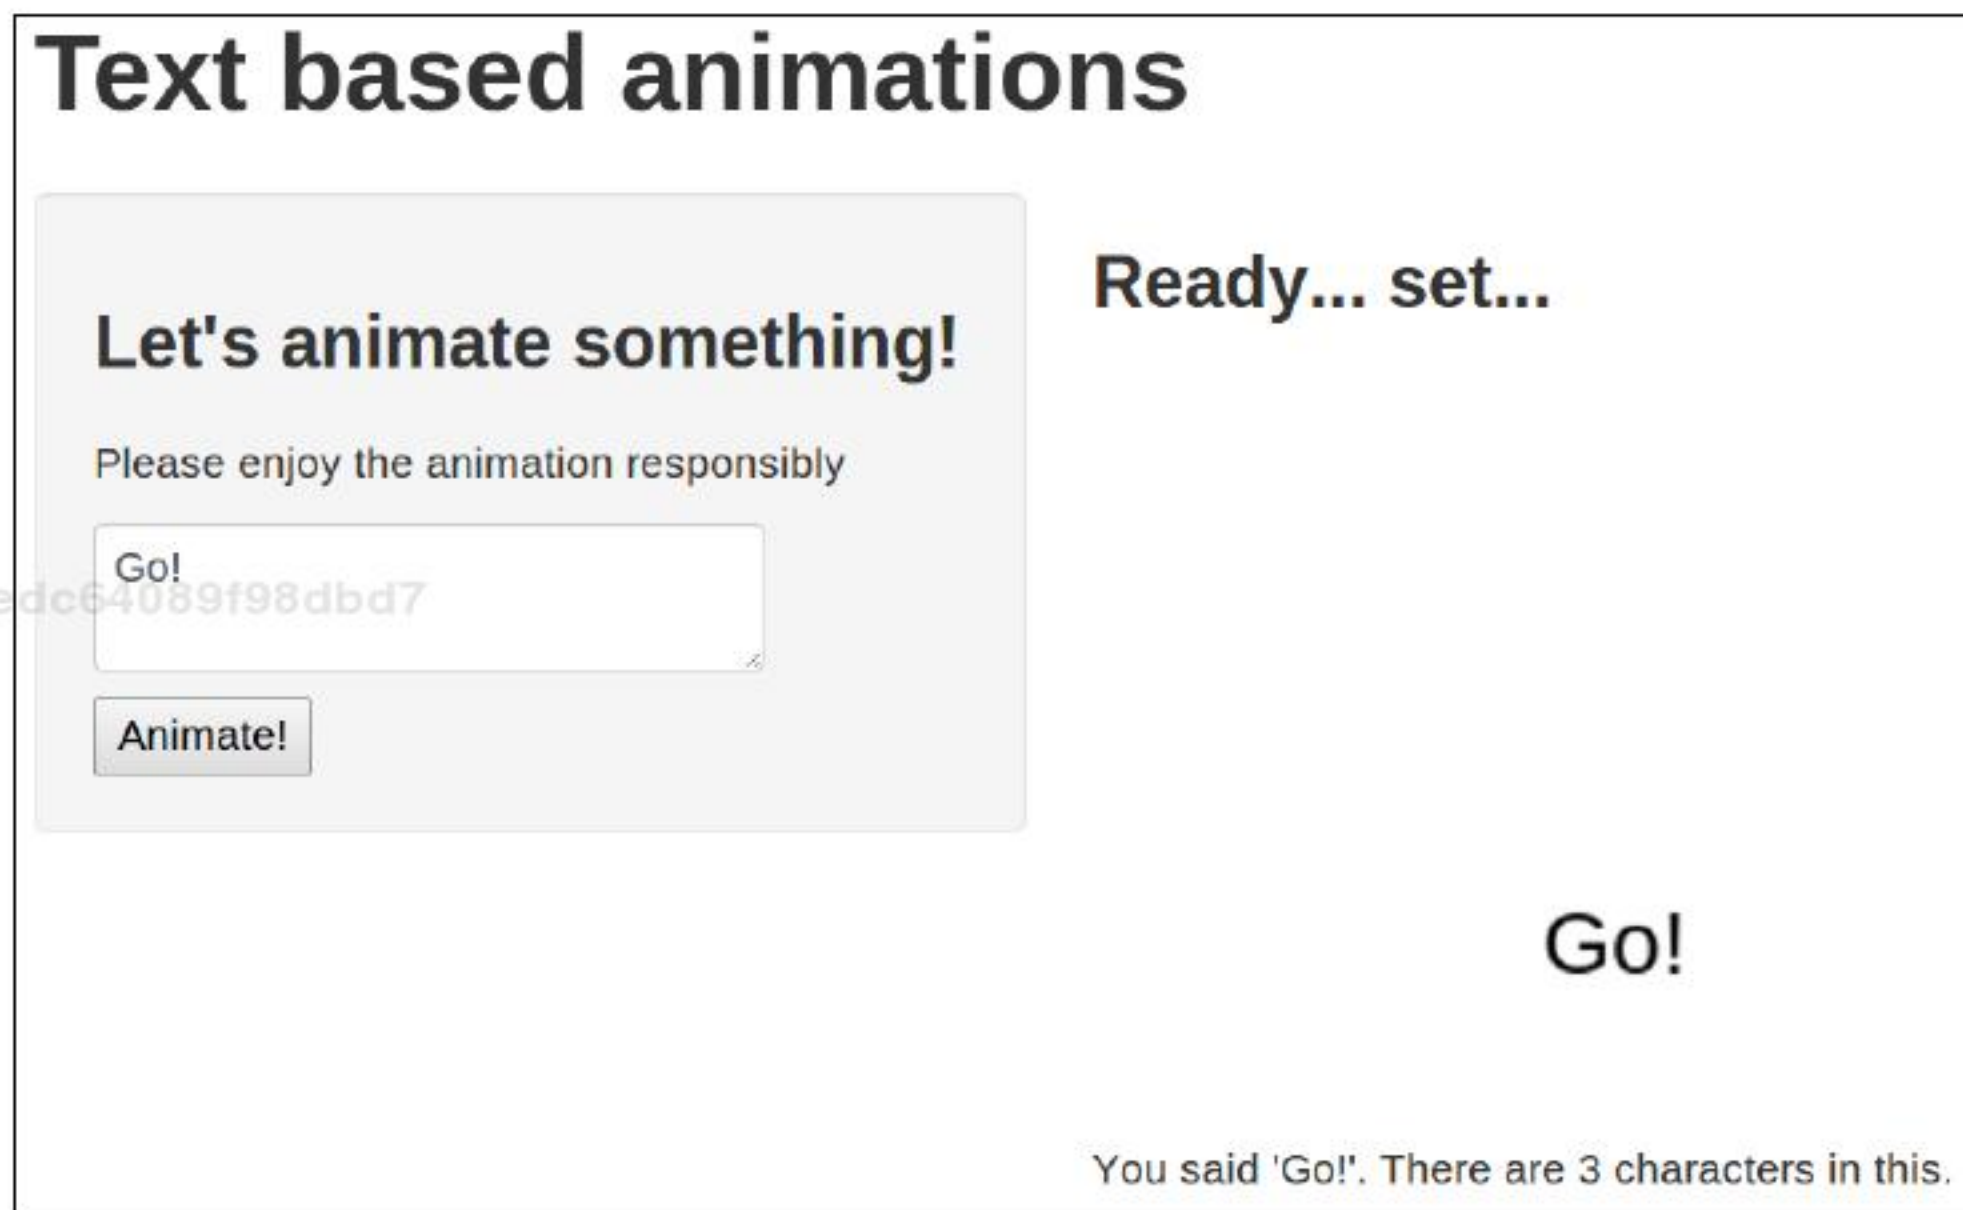 Text based animations
Let's animate something!
Please enjoy the animation responsibly
Go!
edc64089f98dbd7
Animate!
Ready... set...
Go!
You said 'Go!'. There are 3 characters in this.